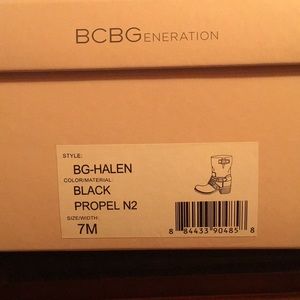 BCBGENERATION
STYLE:
BG-HALEN
COLOR/MATERIAL
BLACK
PROPEL N2
SIZE/WIDTH:
7M
8 84433 90485 8